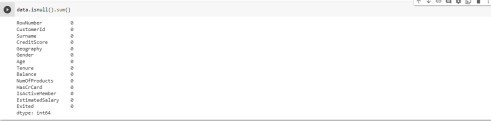 data.isnull().sum()
RowNumber 0
CustomerId 0
Surname 0
CreditScore 0
Geography 0
Gender 0
Age 0
Tenure 0
Balance 0
NumOfProducts 0
HasCrCard 0
IsActiveMember 0
EstimatedSalary 0
Exited 0
dtype: int64